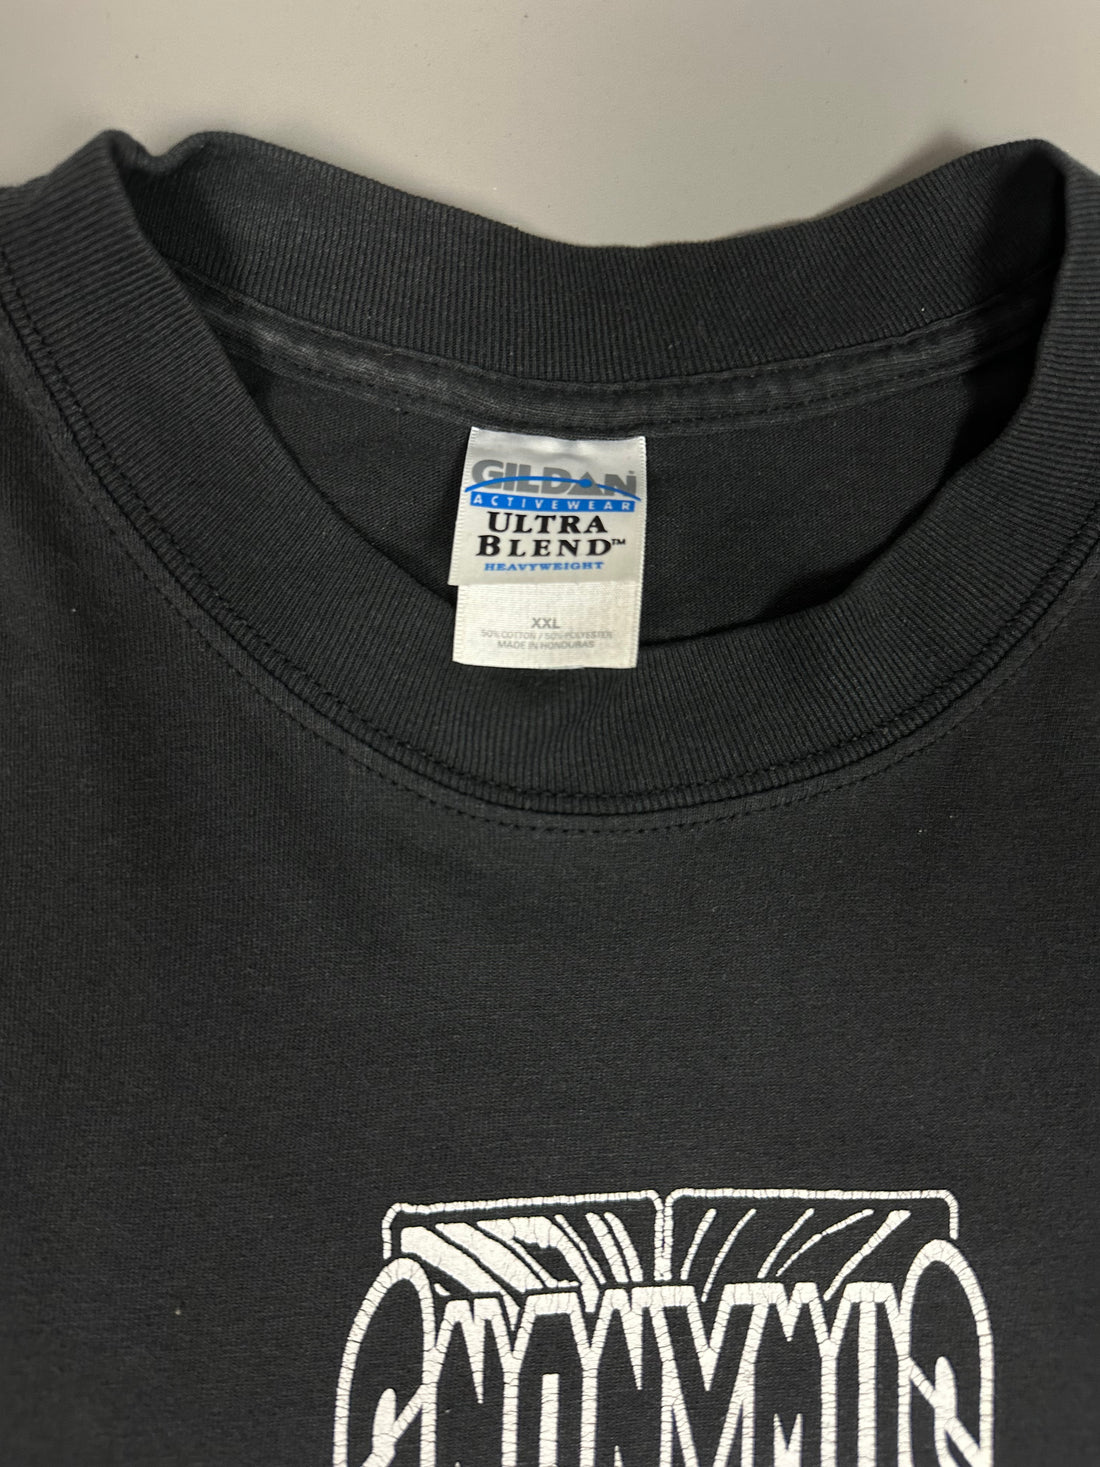 GILDAN
ACTIVEWEAR
ULTRA
BLEND™
HEAVYWEIGHT
XXL
50% COTTON / 50% POLYESTER
MADE IN HONDURAS